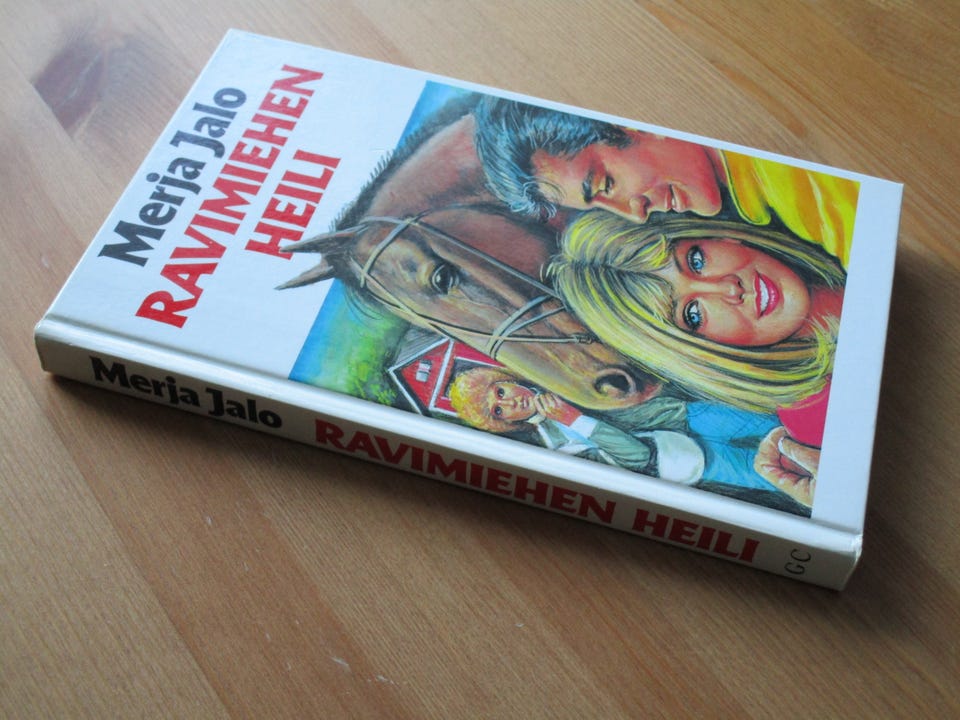 Merja Jalo
RAVIMIEHEN
HEILI
Merja Jalo RAVIMIEHEN HEILI GC